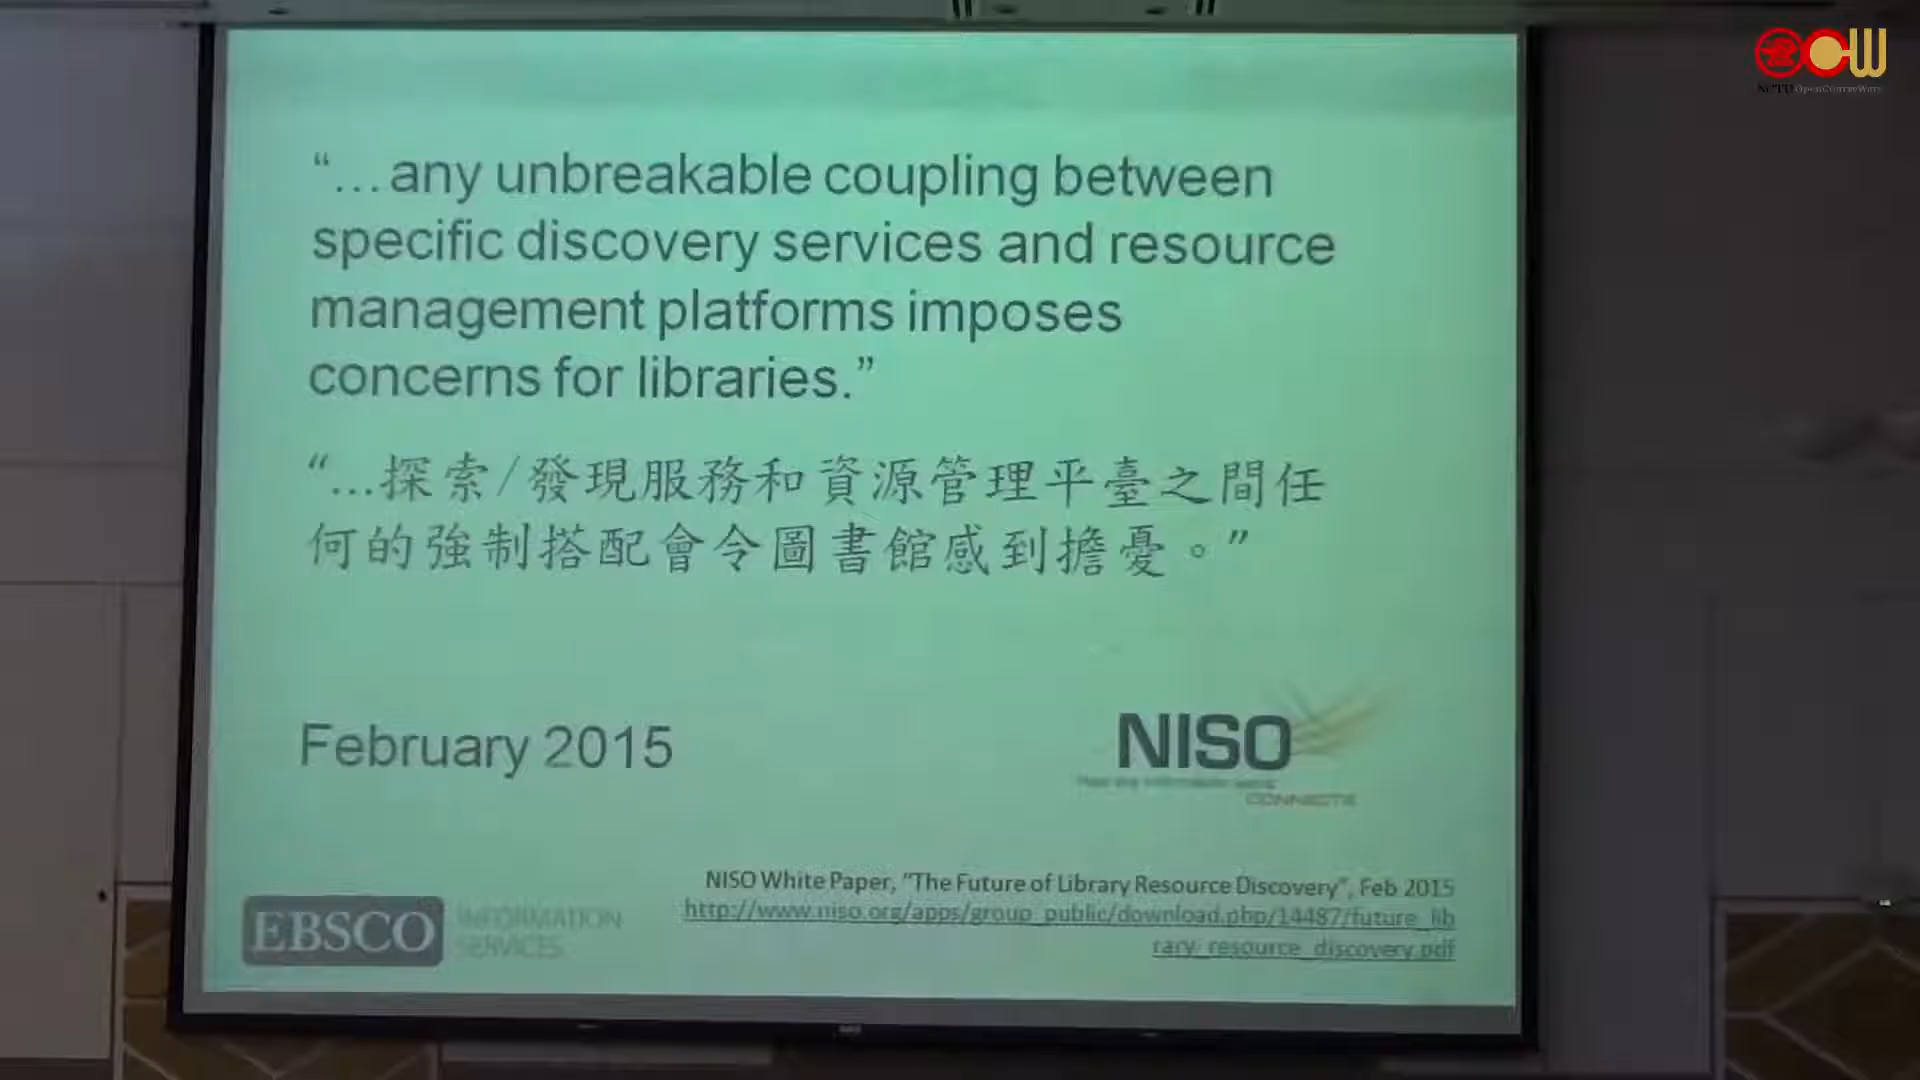 NCTU OpenCourseWare
“...any unbreakable coupling between
specific discovery services and resource
management platforms imposes
concerns for libraries.”
“...探索/發現服務和資源管理平臺之間任
何的強制搭配會令圖書館感到擔憂。”
February 2015
NISO
CONNECTS
NISO White Paper, “The Future of Library Resource Discovery”, Feb 2015
http://www.niso.org/apps/group_public/download.php/14487/future_lib
rary_resource_discovery.pdf
EBSCO INFORMATION
SERVICES